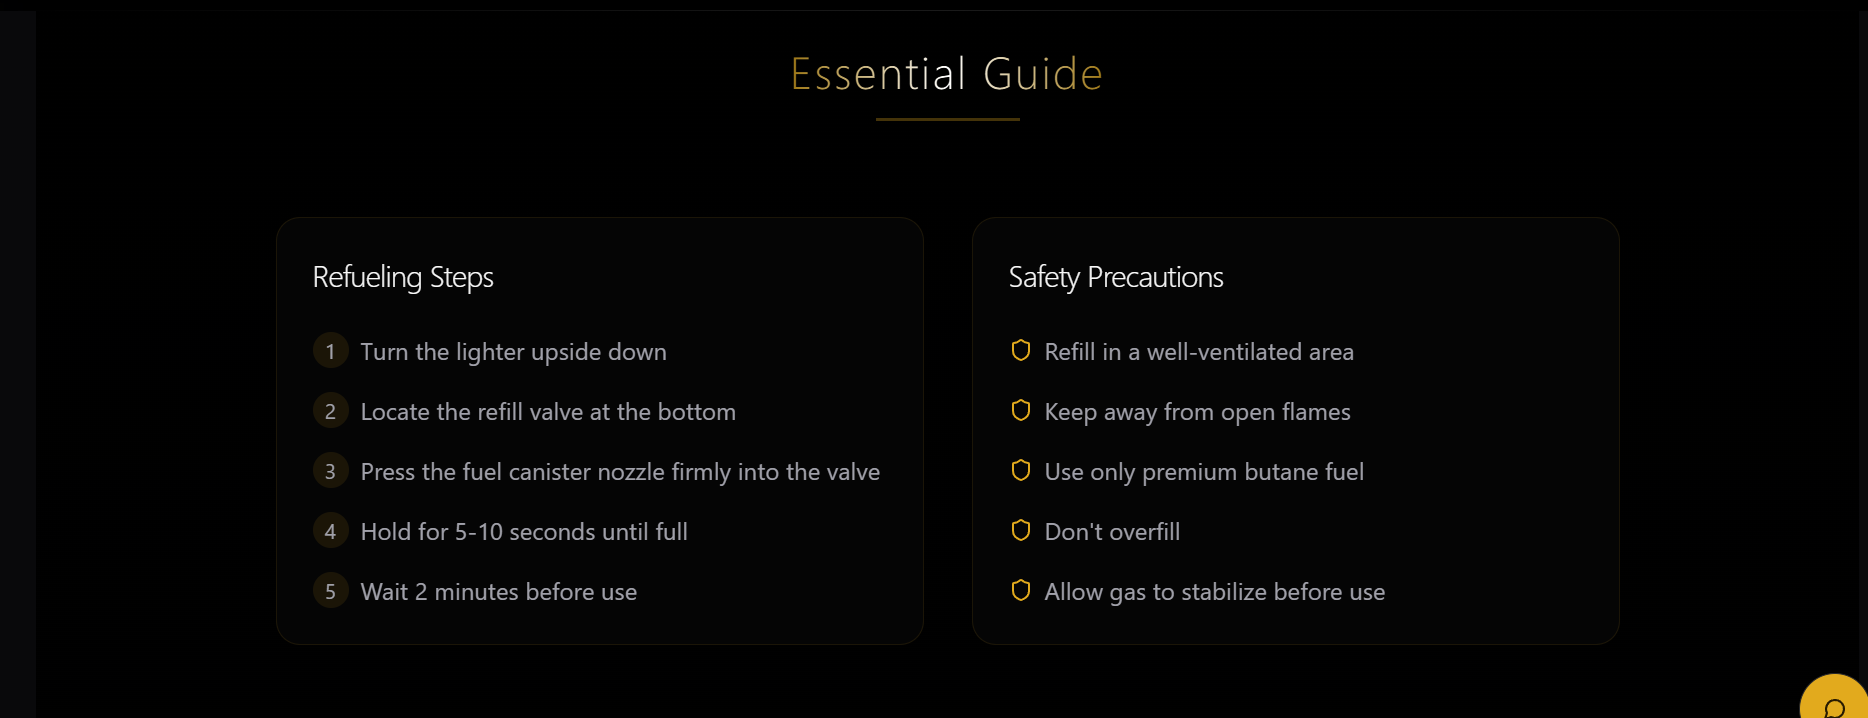 Essential Guide
Refueling Steps
1 Turn the lighter upside down
2 Locate the refill valve at the bottom
3 Press the fuel canister nozzle firmly into the valve
4 Hold for 5-10 seconds until full
5 Wait 2 minutes before use
Safety Precautions
Refill in a well-ventilated area
Keep away from open flames
Use only premium butane fuel
Don't overfill
Allow gas to stabilize before use